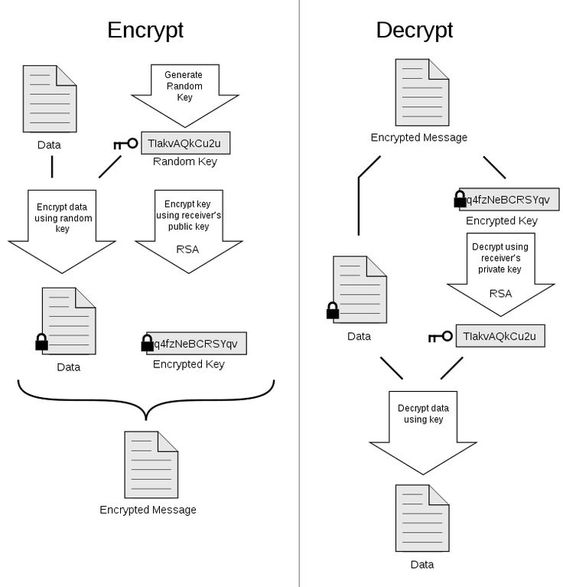 Encrypt
Generate
Random
Key
Data
TIakvAQkCu2u
Random Key
Encrypt data
using random
key
Encrypt key
using receiver's
public key
RSA
Data
q4fzNeBCRSYqv
Encrypted Key
Encrypted Message
Decrypt
Encrypted Message
q4fzNeBCRSYqv
Encrypted Key
Decrypt using
receiver's
private key
RSA
Data
TIakvAQkCu2u
Decrypt data
using key
Data